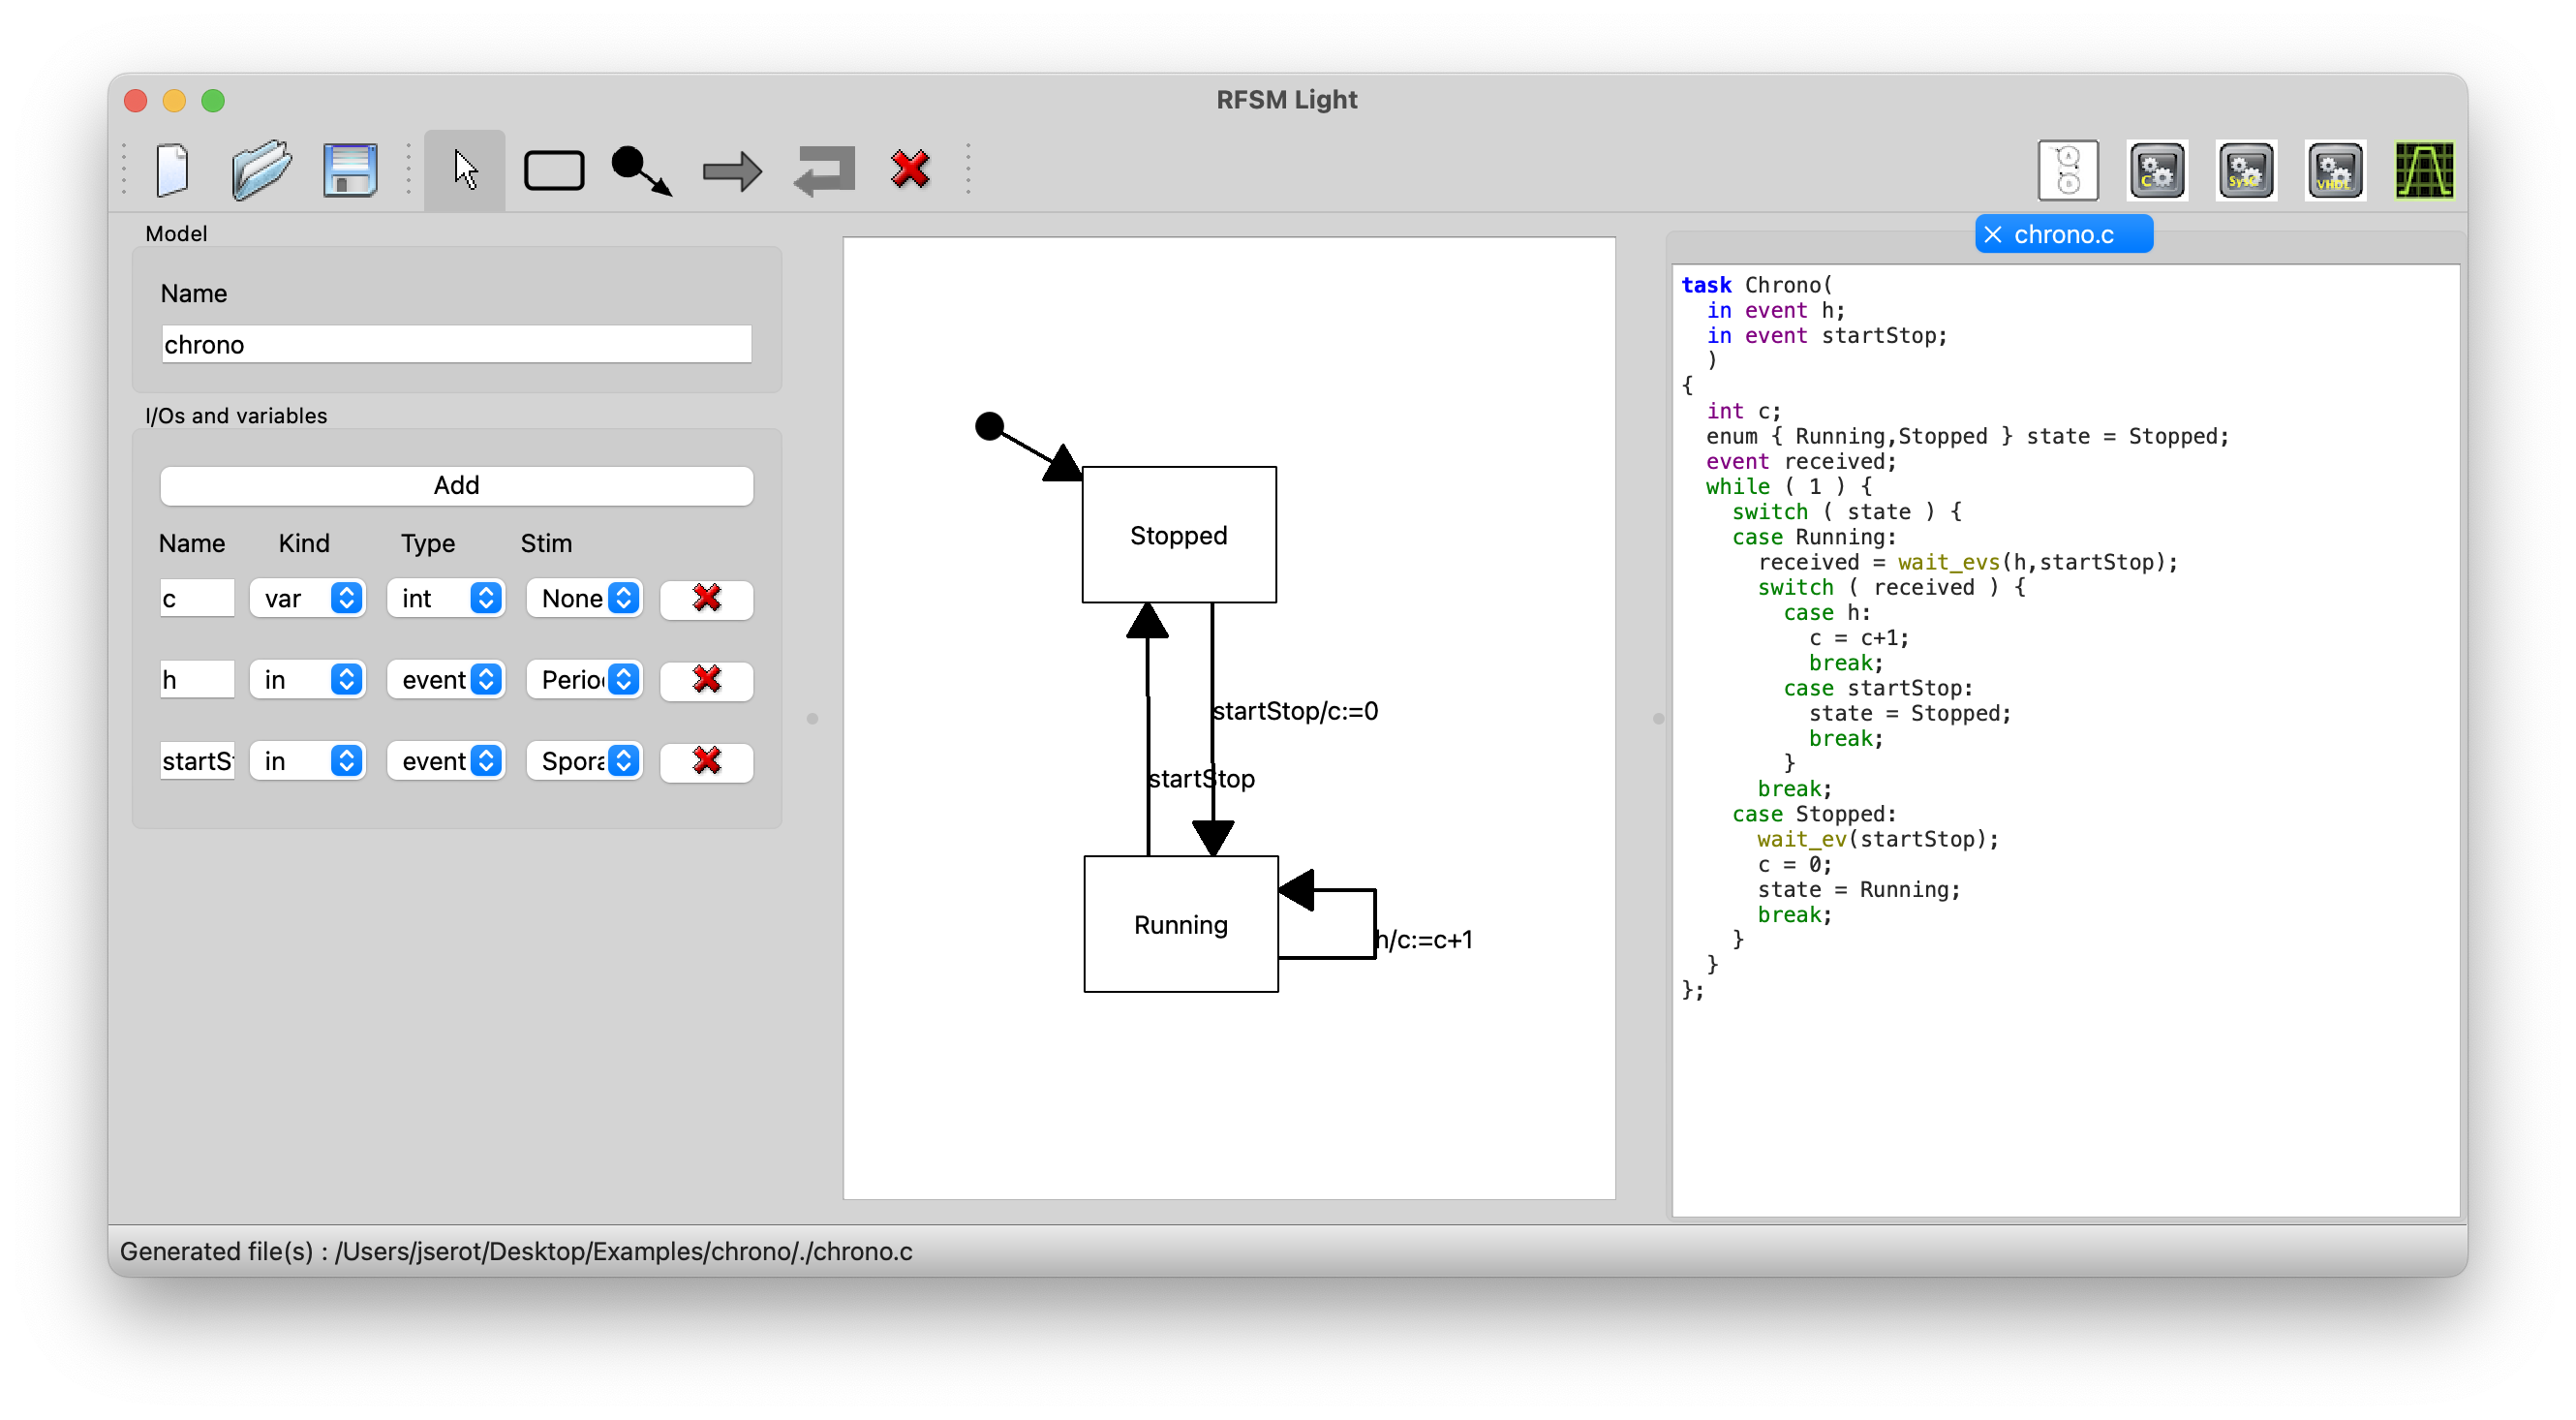 RFSM Light
C
SysC
VHDL
Model
Name
chrono
I/Os and variables
Add
Name Kind Type Stim
c var int None
h in event Perio
startS in event Spora
Stopped
startStop/c:=0
startStop
Running
h/c:=c+1
chrono.c
task Chrono(
  in event h;
  in event startStop;
  )
{
  int c;
  enum { Running,Stopped } state = Stopped;
  event received;
  while ( 1 ) {
    switch ( state ) {
    case Running:
      received = wait_evs(h,startStop);
      switch ( received ) {
        case h:
          c = c+1;
          break;
        case startStop:
          state = Stopped;
          break;
        }
      break;
    case Stopped:
      wait_ev(startStop);
      c = 0;
      state = Running;
      break;
    }
  }
};
Generated file(s) : /Users/jserot/Desktop/Examples/chrono/./chrono.c